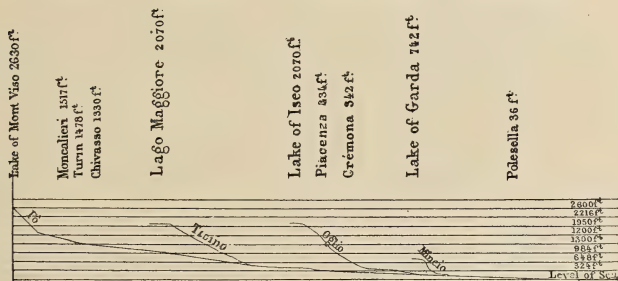 Lake of Mont Viso 2630 fᵗ.
Moncalieri 1517 fᵗ.
Turin 1478 fᵗ.
Chivasso 1330 fᵗ.
Lago Maggiore 2070 fᵗ.
Lake of Iseo 2070 fᵗ.
Piacenza 434 fᵗ.
Crémona 342 fᵗ.
Lake of Garda 742 fᵗ.
Polesella 36 fᵗ.
Pô
Ticino
Oglio
Mincio
2600 fᵗ.
2216 fᵗ.
1950 fᵗ.
1200 fᵗ.
1300 fᵗ.
984 fᵗ.
648 fᵗ.
324 fᵗ.
Level of Sea